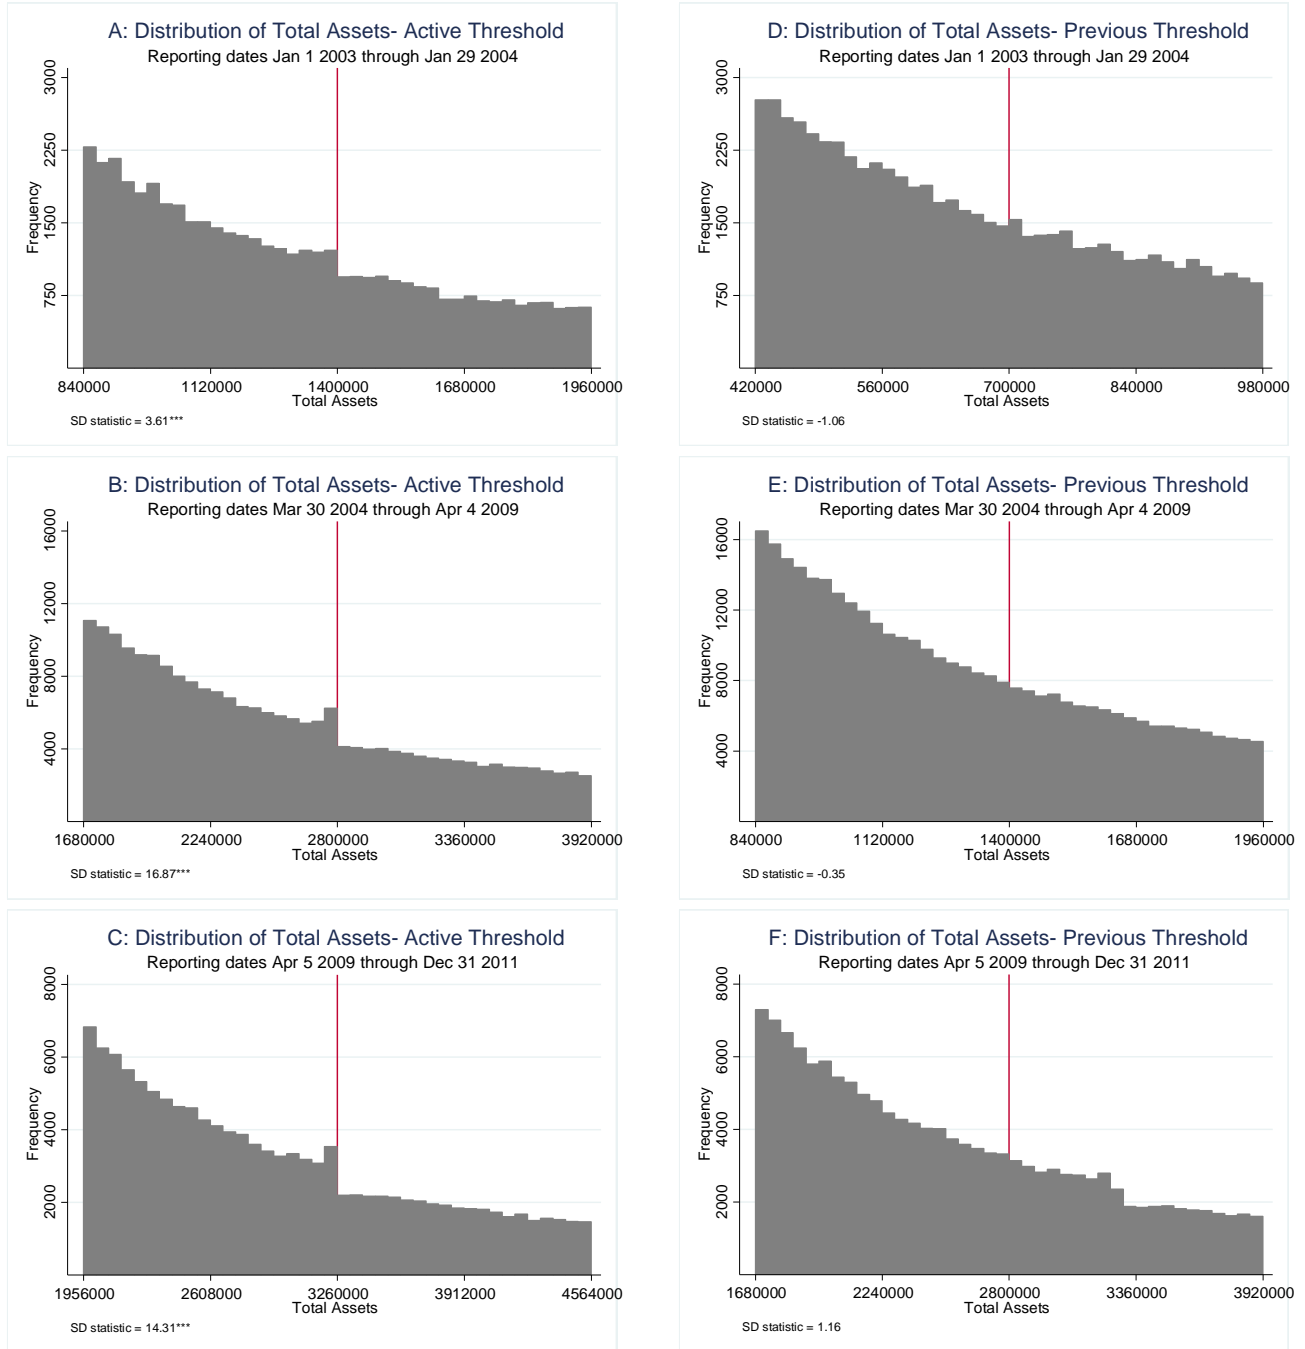 A: Distribution of Total Assets- Active Threshold
Reporting dates Jan 1 2003 through Jan 29 2004
Frequency
3000
2250
1500
750
840000 1120000 1400000 1680000 1960000
Total Assets
SD statistic = 3.61***
D: Distribution of Total Assets- Previous Threshold
Reporting dates Jan 1 2003 through Jan 29 2004
Frequency
3000
2250
1500
750
420000 560000 700000 840000 980000
Total Assets
SD statistic = -1.06
B: Distribution of Total Assets- Active Threshold
Reporting dates Mar 30 2004 through Apr 4 2009
Frequency
16000
12000
8000
4000
1680000 2240000 2800000 3360000 3920000
Total Assets
SD statistic = 16.87***
E: Distribution of Total Assets- Previous Threshold
Reporting dates Mar 30 2004 through Apr 4 2009
Frequency
16000
12000
8000
4000
840000 1120000 1400000 1680000 1960000
Total Assets
SD statistic = -0.35
C: Distribution of Total Assets- Active Threshold
Reporting dates Apr 5 2009 through Dec 31 2011
Frequency
8000
6000
4000
2000
1956000 2608000 3260000 3912000 4564000
Total Assets
SD statistic = 14.31***
F: Distribution of Total Assets- Previous Threshold
Reporting dates Apr 5 2009 through Dec 31 2011
Frequency
8000
6000
4000
2000
1680000 2240000 2800000 3360000 3920000
Total Assets
SD statistic = 1.16